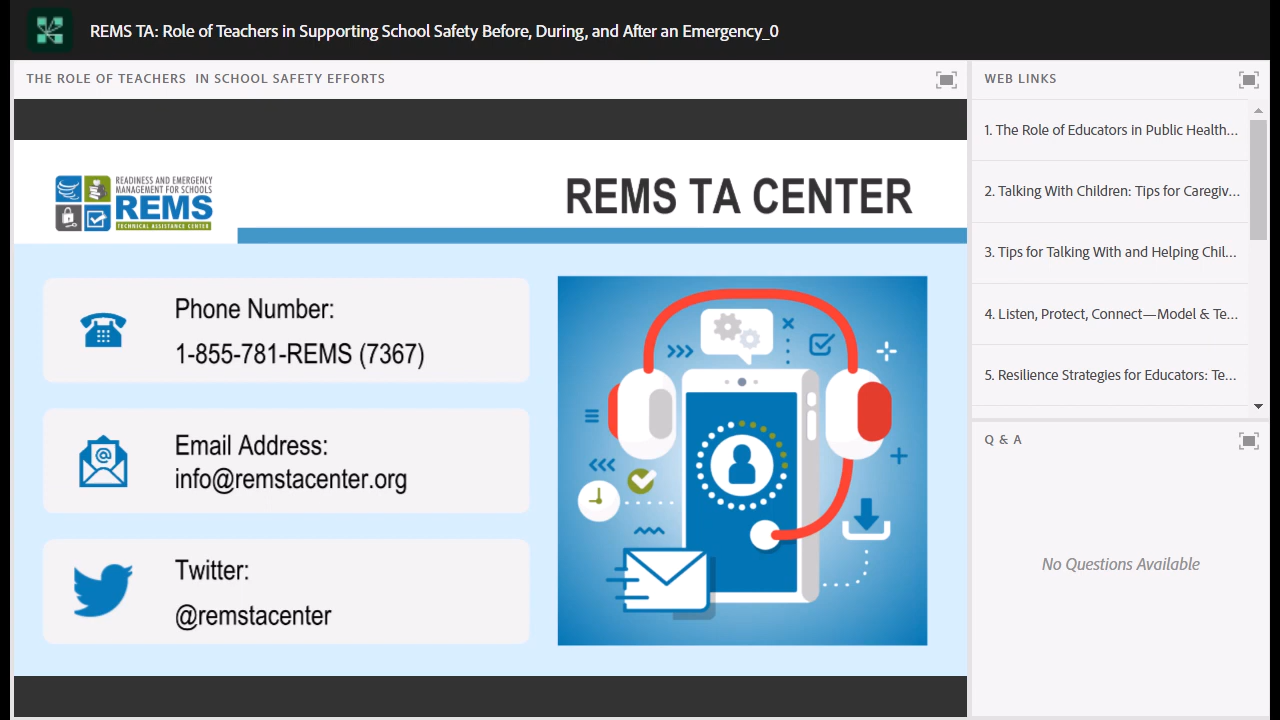 REMS TA: Role of Teachers in Supporting School Safety Before, During, and After an Emergency_0
THE ROLE OF TEACHERS IN SCHOOL SAFETY EFFORTS
READINESS AND EMERGENCY
MANAGEMENT FOR SCHOOLS
REMS
TECHNICAL ASSISTANCE CENTER
REMS TA CENTER
Phone Number:
1-855-781-REMS (7367)
Email Address:
info@remstacenter.org
Twitter:
@remstacenter
WEB LINKS
1. The Role of Educators in Public Health...
2. Talking With Children: Tips for Caregiv...
3. Tips for Talking With and Helping Chil...
4. Listen, Protect, Connect—Model & Te...
5. Resilience Strategies for Educators: Te...
Q & A
No Questions Available